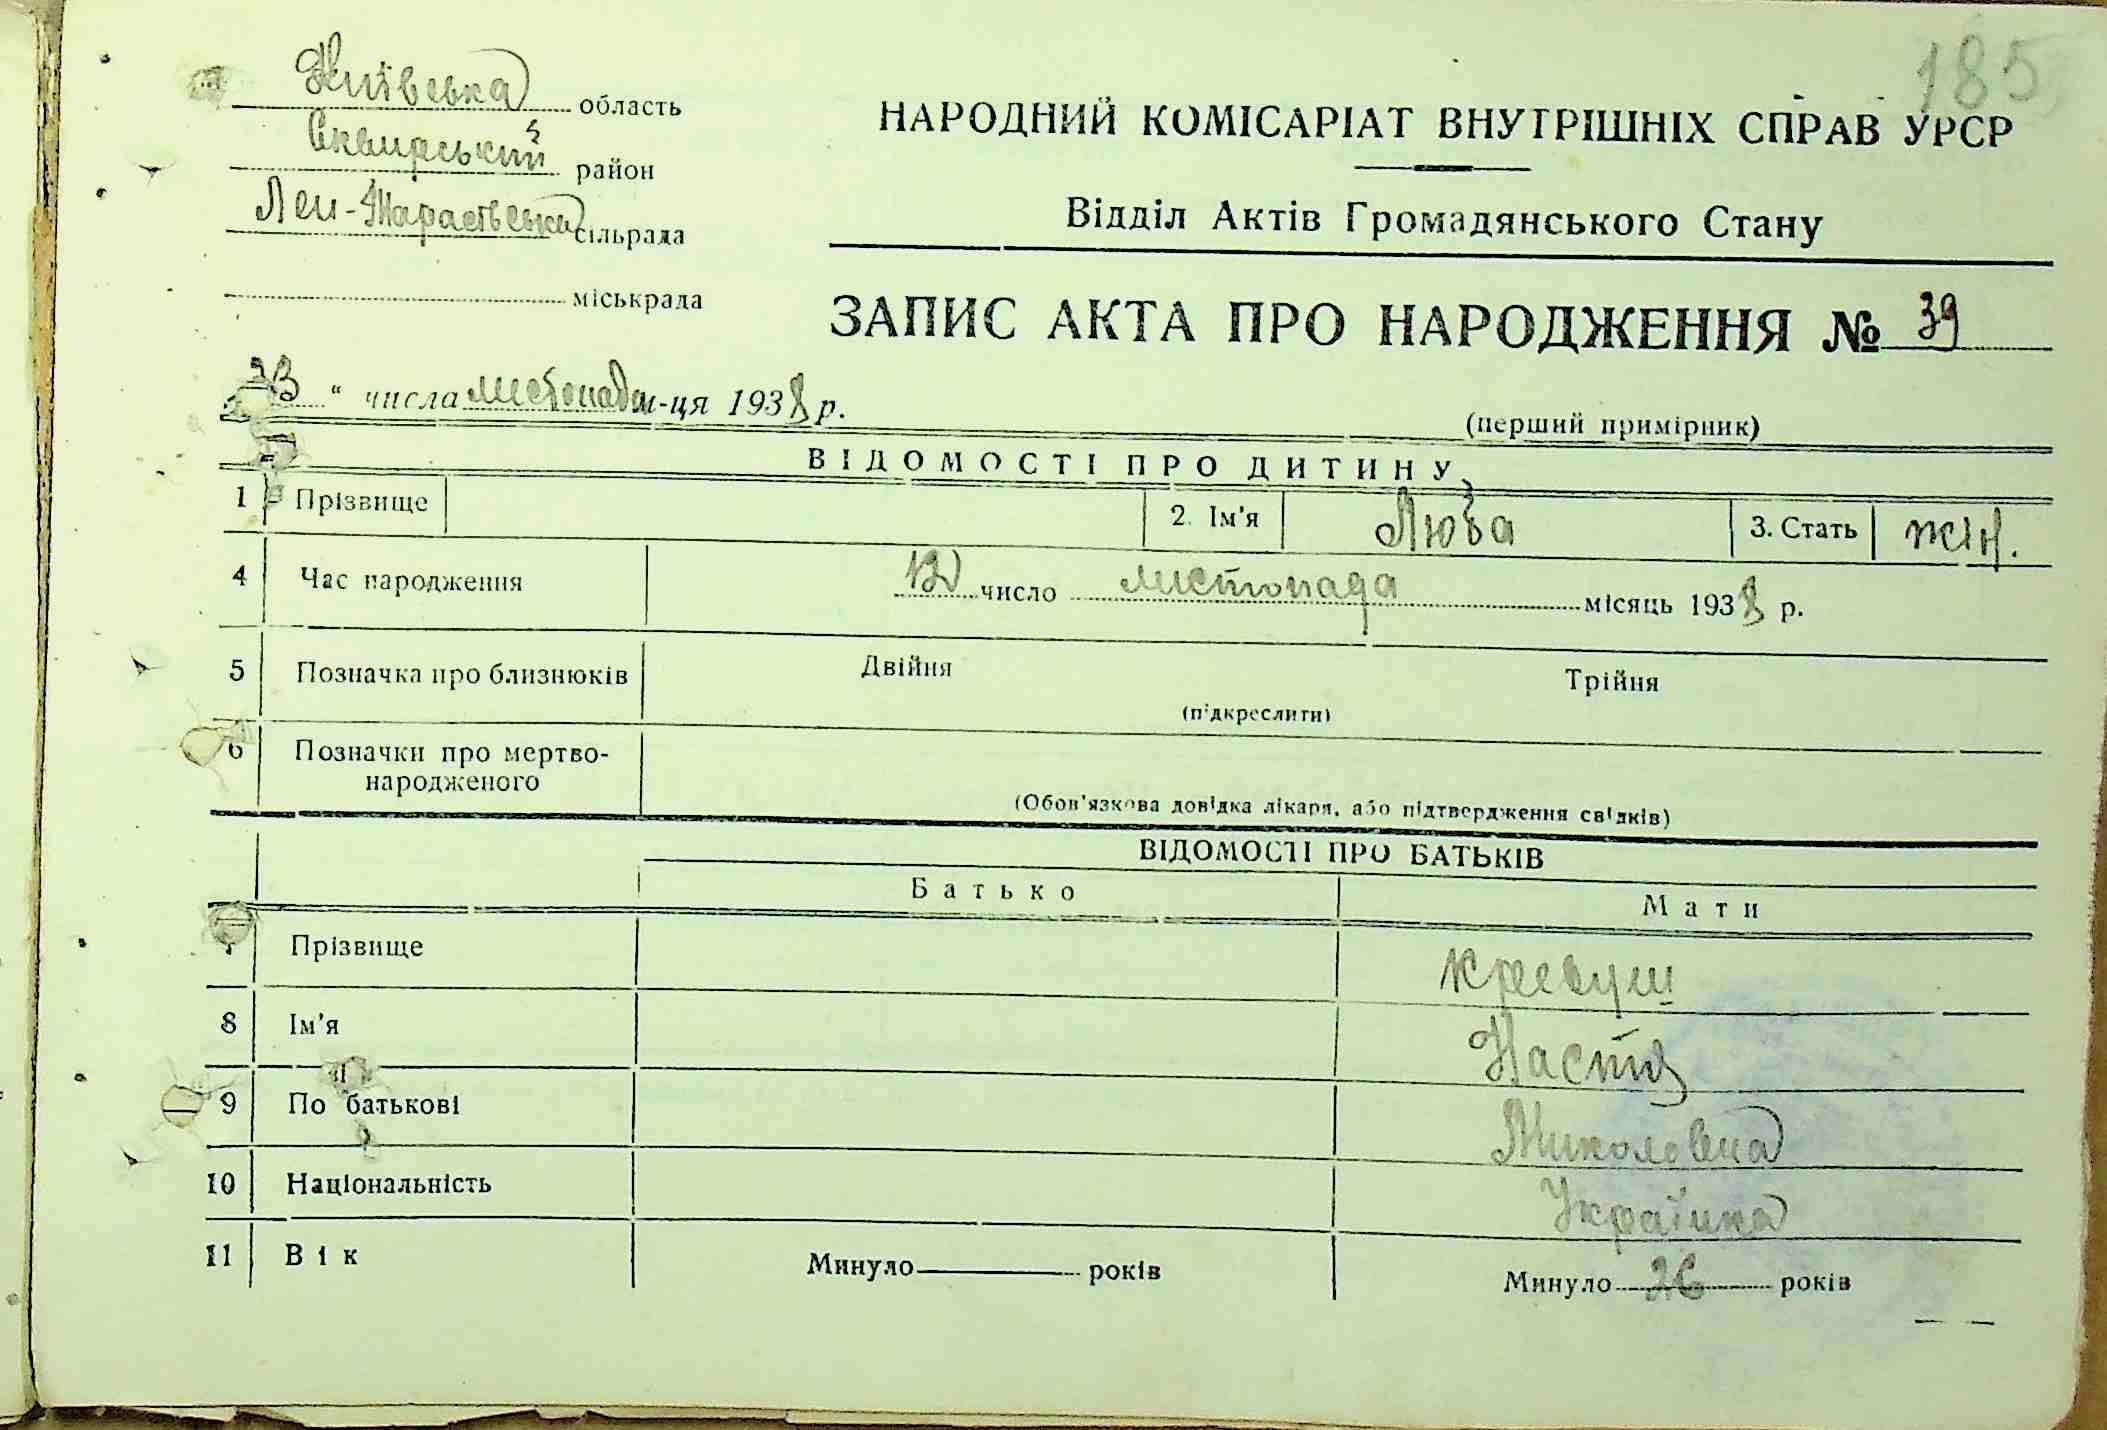 185
Київська область
Сквирський район
Лен-Тарасівська сільрада
міськрада
НАРОДНИЙ КОМІСАРІАТ ВНУТРІШНІХ СПРАВ УРСР
Відділ Актів Громадянського Стану
ЗАПИС АКТА ПРО НАРОДЖЕННЯ № 39
23 " числа листопада м-ця 1938 р.
(перший примірник)
ВІДОМОСТІ ПРО ДИТИНУ
1 Прізвище 2. Ім'я Люба 3. Стать жін.
4 Час народження 12 число листопада місяць 1938 р.
5 Позначка про близнюків Двійня Трійня
(підкреслити)
6 Позначки про мертво-
народженого
(Обов'язкова довідка лікаря, або підтвердження свідків)
ВІДОМОСТІ ПРО БАТЬКІВ
Батько Мати
7 Прізвище
8 Ім'я Настя
9 По батькові Миколовна
10 Національність Українка
11 Вік Минуло років Минуло 26 років